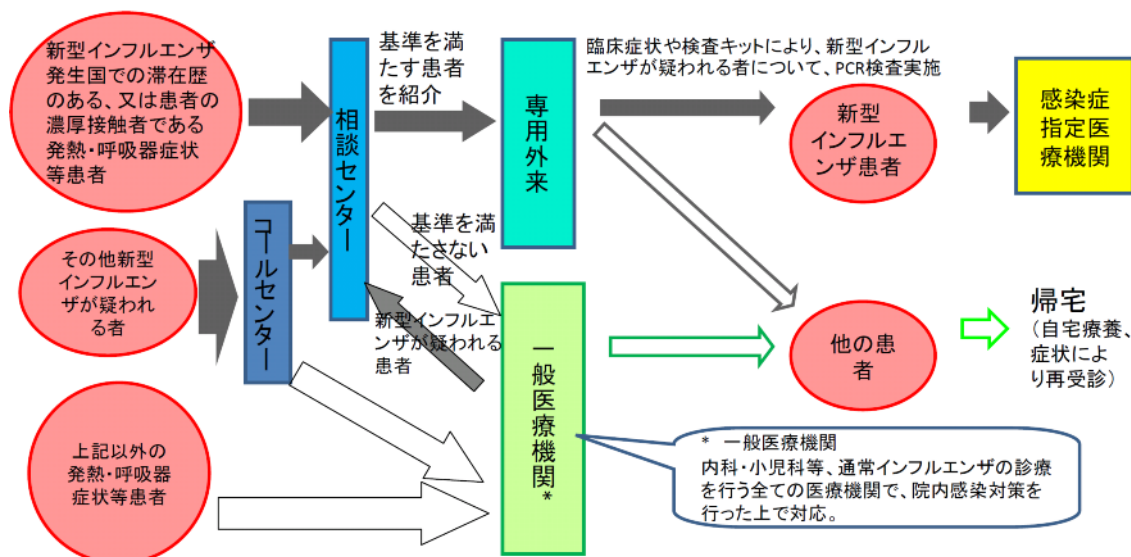 新型インフルエンザ
発生国での滞在歴
のある、又は患者の
濃厚接触者である
発熱・呼吸器症状
等患者
その他新型
インフルエン
ザが疑われ
る者
上記以外の
発熱・呼吸器
症状等患者
コールセンター
相談センター
基準を満
たす患者
を紹介
基準を満
たさない
患者
新型インフルエ
ンザが疑われる
患者
専用外来
一般医療機関*
臨床症状や検査キットにより、新型インフル
エンザが疑われる者について、PCR検査実施
新型
インフルエ
ンザ患者
感染症
指定医
療機関
他の患
者
帰宅
（自宅療養、
症状によ
り再受診）
* 一般医療機関
内科・小児科等、通常インフルエンザの診療
を行う全ての医療機関で、院内感染対策を
行った上で対応。